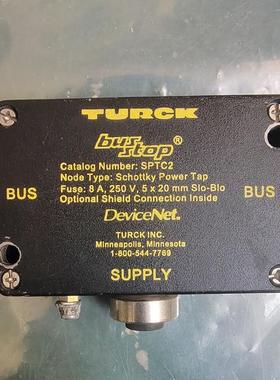 TURCK
bus stop®
Catalog Number: SPTC2
Node Type: Schottky Power Tap
BUS
Fuse: 8 A, 250 V, 5 x 20 mm Slo-Blo
BUS
Optional Shield Connection Inside
DeviceNet.
TURCK INC.
Minneapolis, Minnesota
1-800-544-7769
SUPPLY